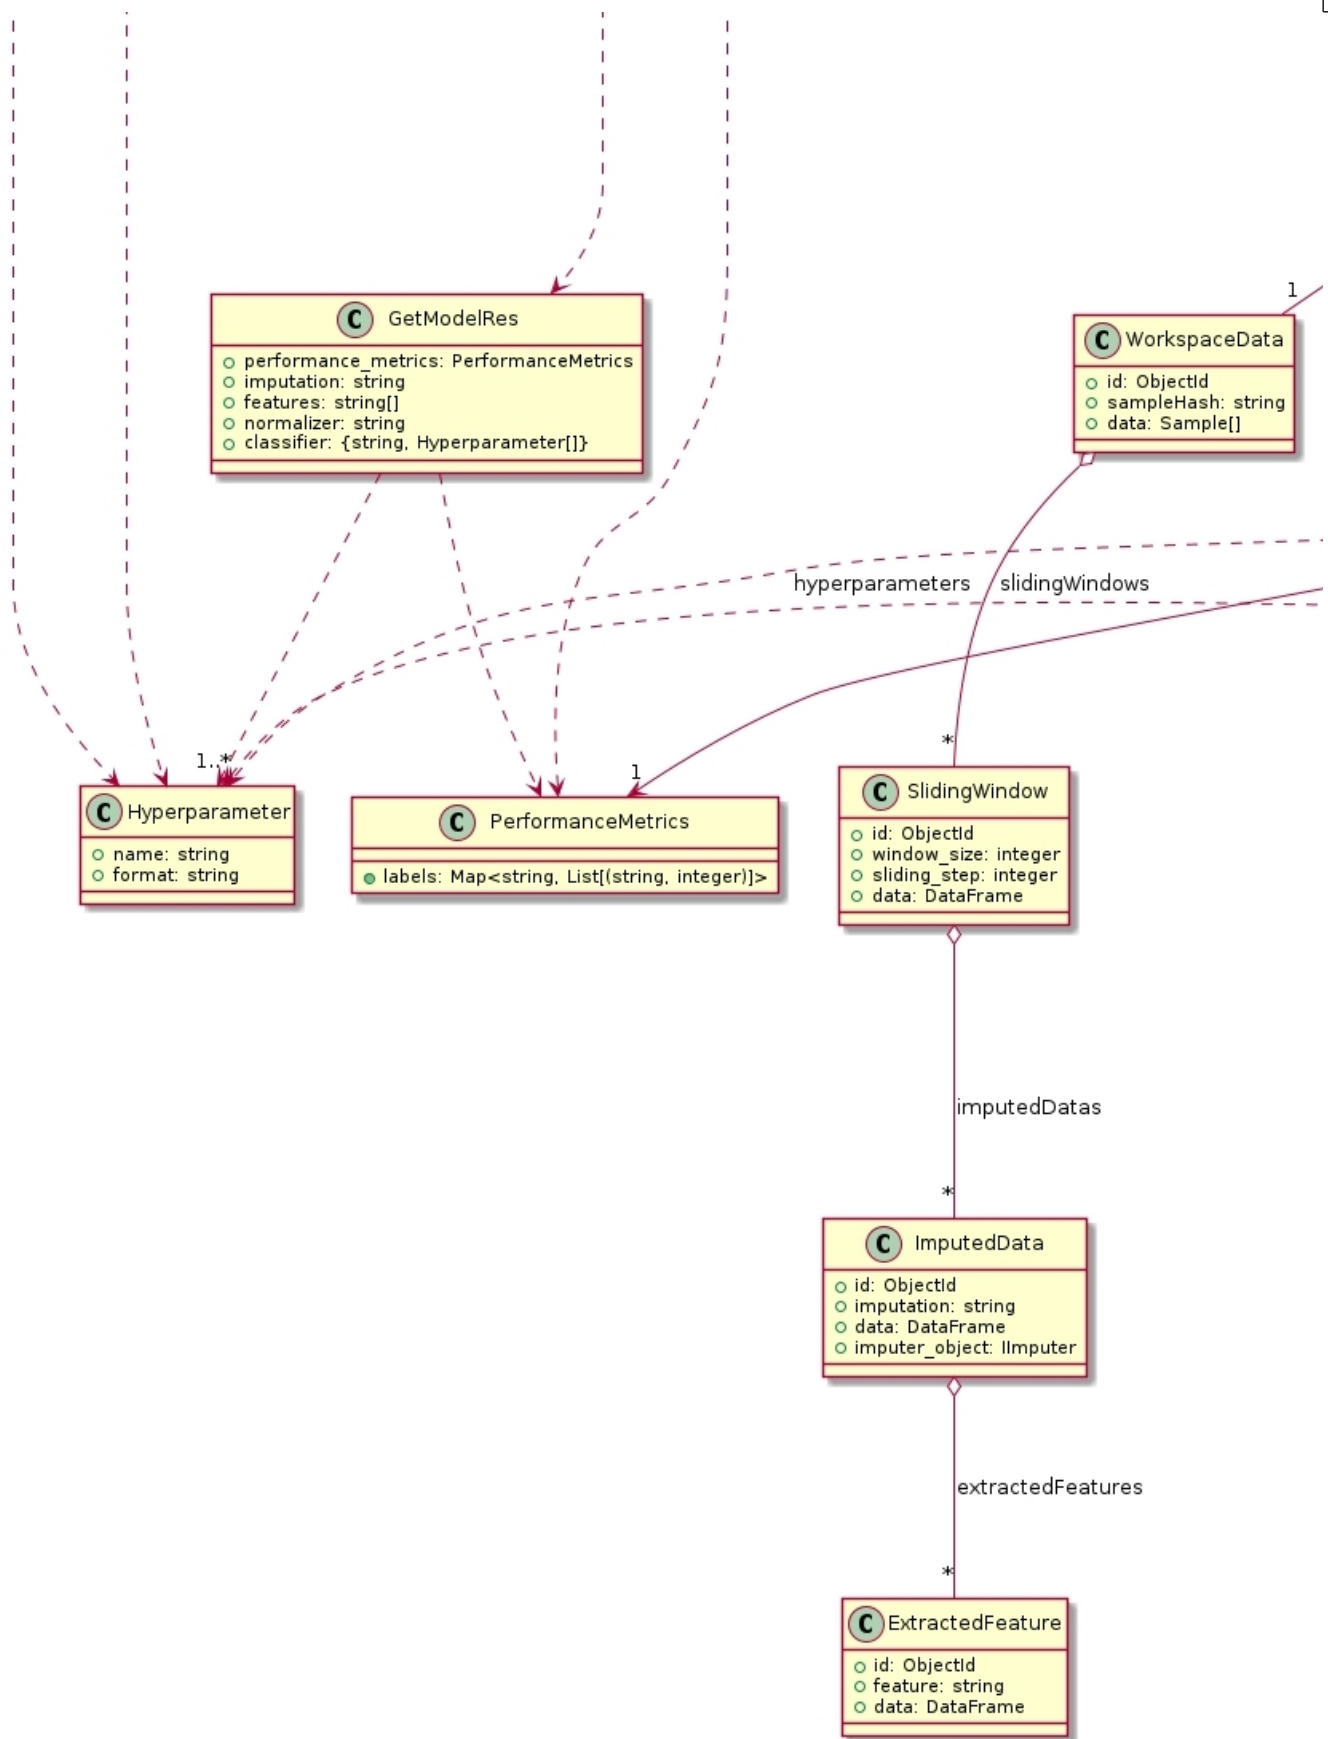 C GetModelRes
performance_metrics: PerformanceMetrics
imputation: string
features: string[]
normalizer: string
classifier: {string, Hyperparameter[]}
1
C WorkspaceData
id: ObjectId
sampleHash: string
data: Sample[]
hyperparameters
slidingWindows
1..*
1
*
C Hyperparameter
name: string
format: string
C PerformanceMetrics
labels: Map<string, List[(string, integer)]>
C SlidingWindow
id: ObjectId
window_size: integer
sliding_step: integer
data: DataFrame
imputedDatas
*
C ImputedData
id: ObjectId
imputation: string
data: DataFrame
imputer_object: IImputer
extractedFeatures
*
C ExtractedFeature
id: ObjectId
feature: string
data: DataFrame